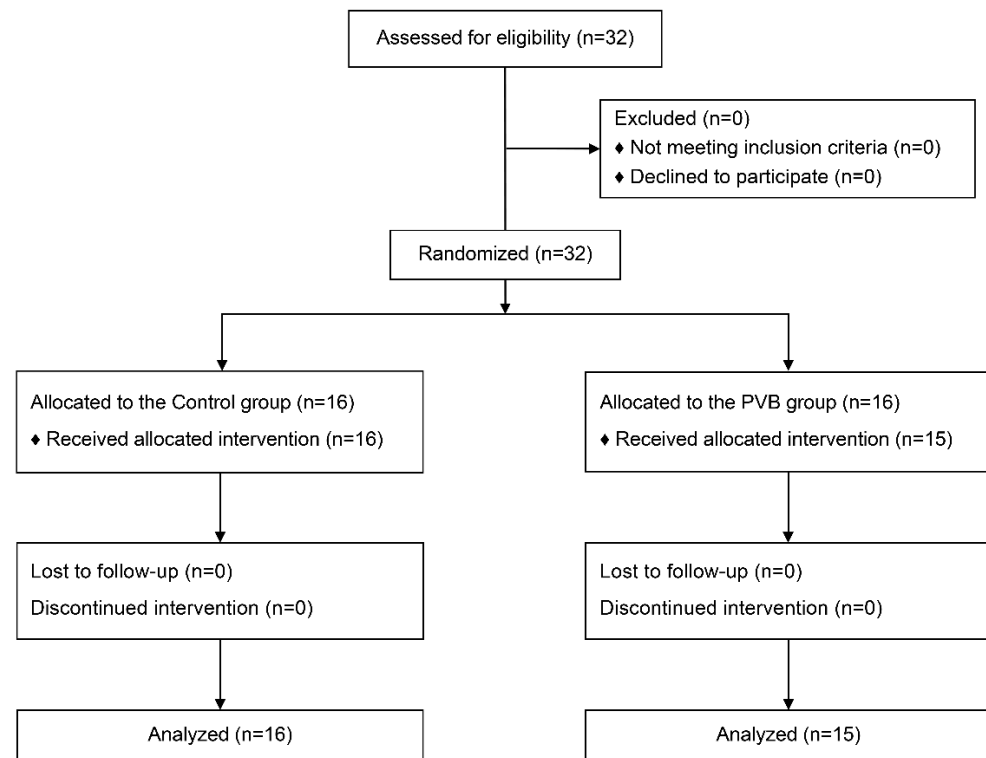 Assessed for eligibility (n=32)
Excluded (n=0)
♦ Not meeting inclusion criteria (n=0)
♦ Declined to participate (n=0)
Randomized (n=32)
Allocated to the Control group (n=16)
♦ Received allocated intervention (n=16)
Allocated to the PVB group (n=16)
♦ Received allocated intervention (n=15)
Lost to follow-up (n=0)
Discontinued intervention (n=0)
Lost to follow-up (n=0)
Discontinued intervention (n=0)
Analyzed (n=16)
Analyzed (n=15)